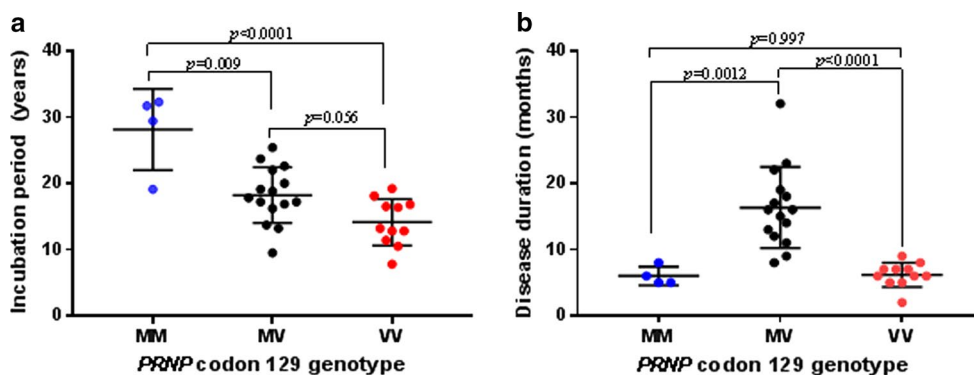 a
p<0.0001
p=0.009
p=0.056
Incubation period (years)
40
30
20
10
0
MM MV VV
PRNP codon 129 genotype
b
p=0.997
p=0.0012 p<0.0001
Disease duration (months)
40
30
20
10
0
MM MV VV
PRNP codon 129 genotype